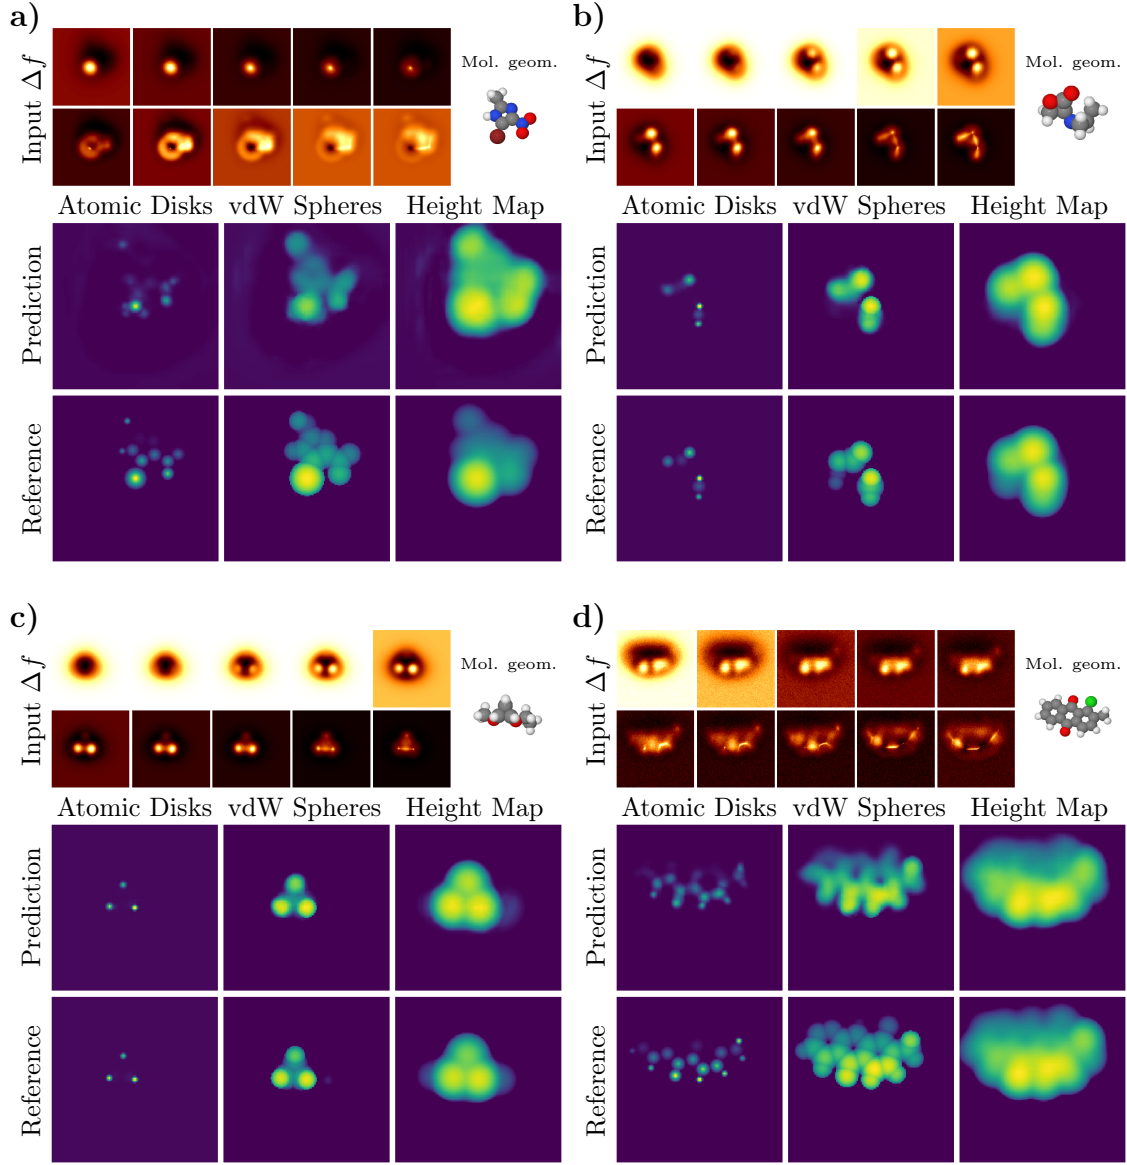 a)
Input Δf
Mol. geom.
Atomic Disks vdW Spheres Height Map
Prediction
Reference
b)
Input Δf
Mol. geom.
Atomic Disks vdW Spheres Height Map
Prediction
Reference
c)
Input Δf
Mol. geom.
Atomic Disks vdW Spheres Height Map
Prediction
Reference
d)
Input Δf
Mol. geom.
Atomic Disks vdW Spheres Height Map
Prediction
Reference